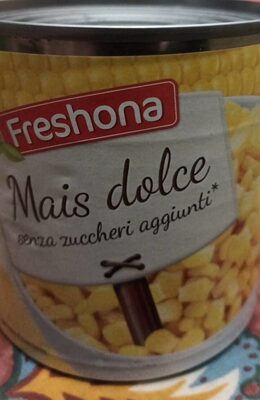 Freshona
Mais dolce
senza zuccheri aggiunti*